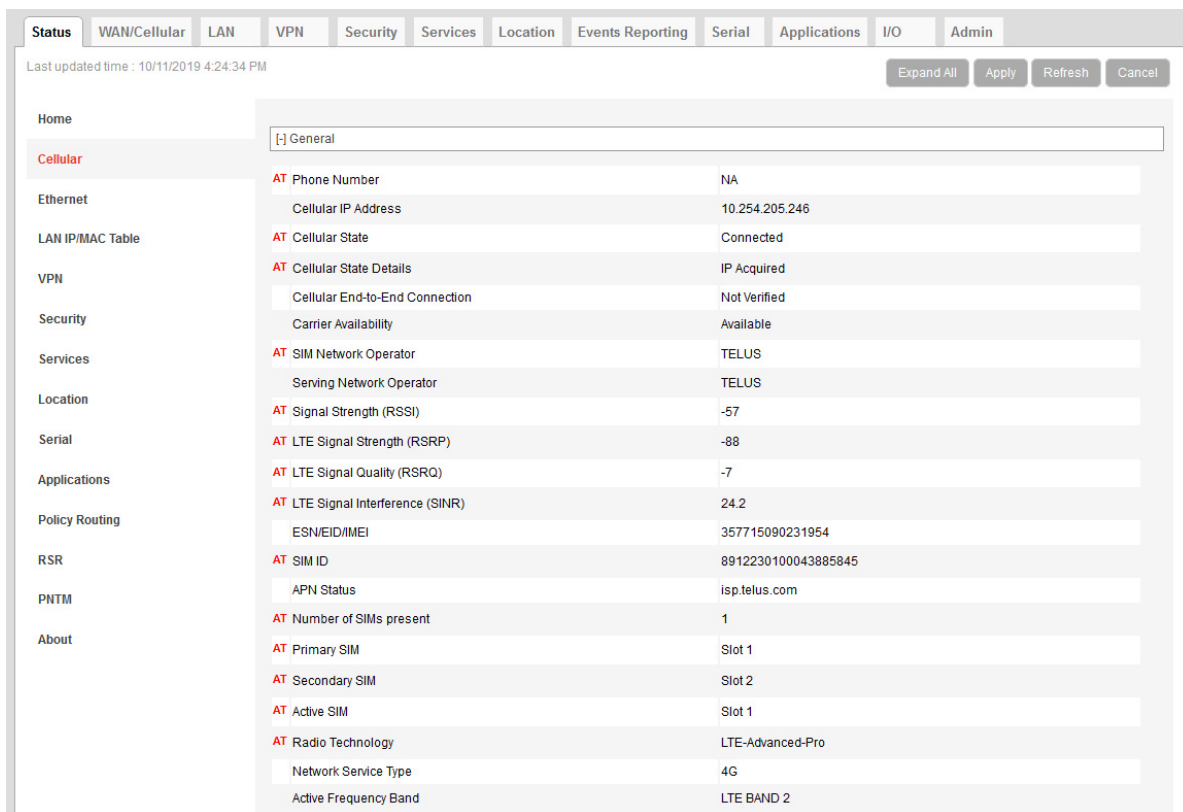 Status WAN/Cellular LAN VPN Security Services Location Events Reporting Serial Applications I/O Admin
Last updated time : 10/11/2019 4:24:34 PM
Expand All Apply Refresh Cancel
Home
Cellular
Ethernet
LAN IP/MAC Table
VPN
Security
Services
Location
Serial
Applications
Policy Routing
RSR
PNTM
About
[-] General
AT Phone Number NA
Cellular IP Address 10.254.205.246
AT Cellular State Connected
AT Cellular State Details IP Acquired
Cellular End-to-End Connection Not Verified
Carrier Availability Available
AT SIM Network Operator TELUS
Serving Network Operator TELUS
AT Signal Strength (RSSI) -57
AT LTE Signal Strength (RSRP) -88
AT LTE Signal Quality (RSRQ) -7
AT LTE Signal Interference (SINR) 24.2
ESN/EID/IMEI 357715090231954
AT SIM ID 8912230100043885845
APN Status isp.telus.com
AT Number of SIMs present 1
AT Primary SIM Slot 1
AT Secondary SIM Slot 2
AT Active SIM Slot 1
AT Radio Technology LTE-Advanced-Pro
Network Service Type 4G
Active Frequency Band LTE BAND 2